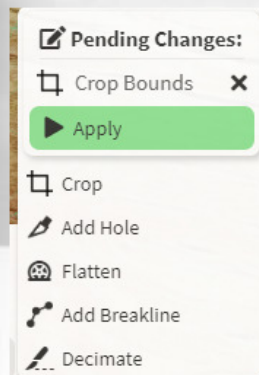 Pending Changes:
Crop Bounds
Apply
Crop
Add Hole
Flatten
Add Breakline
Decimate